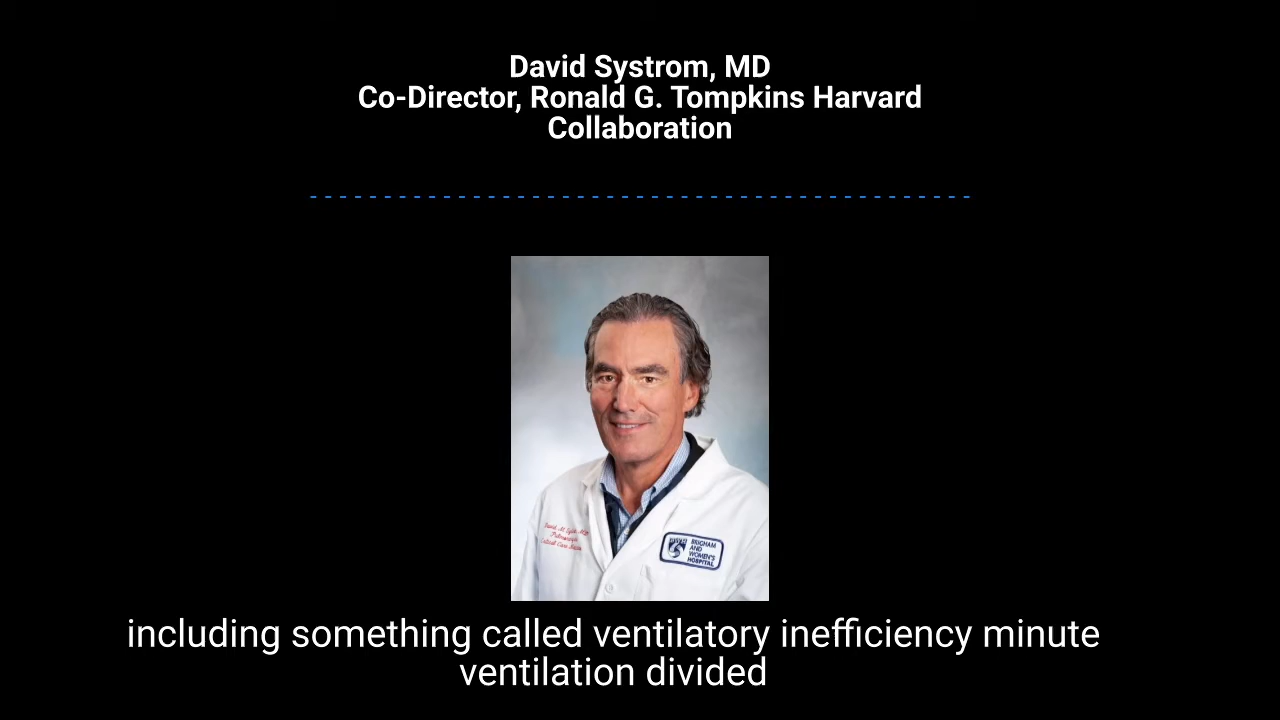 David Systrom, MD
Co-Director, Ronald G. Tompkins Harvard
Collaboration
BRIGHAM
AND
WOMEN'S
HOSPITAL
including something called ventilatory inefficiency minute
ventilation divided